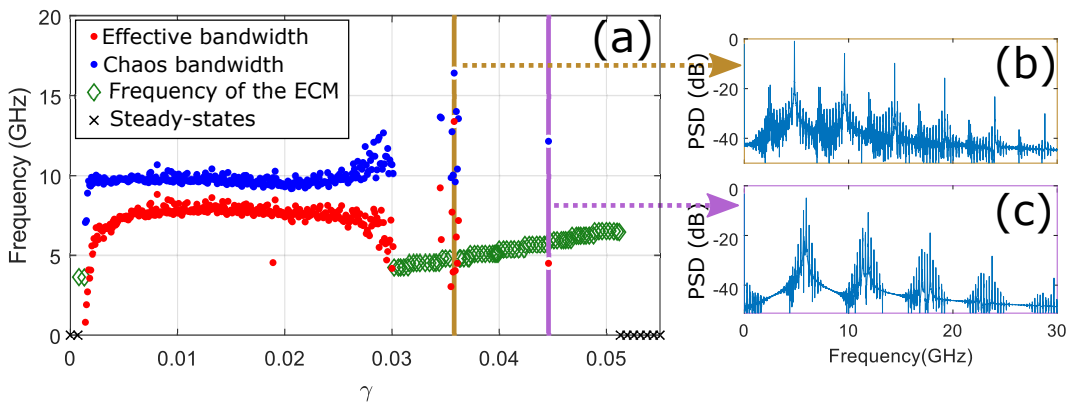 20
15
10
5
0
Frequency (GHz)
Effective bandwidth
Chaos bandwidth
Frequency of the ECM
Steady-states
(a)
0
0.01
0.02
0.03
0.04
0.05
γ
(b)
PSD (dB)
0
-20
-40
(c)
PSD (dB)
0
-20
-40
0
10
20
30
Frequency(GHz)